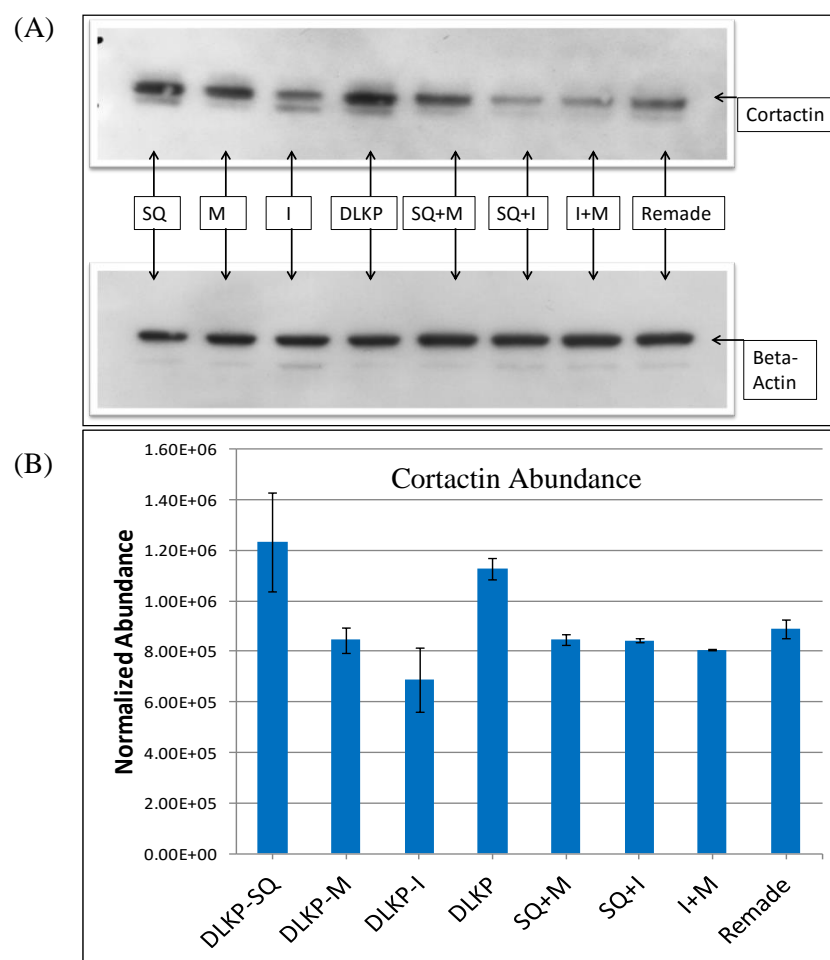 (A)
Cortactin
SQ M I DLKP SQ+M SQ+I I+M Remade
Beta-
Actin
(B)
Cortactin Abundance
Normalized Abundance
1.60E+06
1.40E+06
1.20E+06
1.00E+06
8.00E+05
6.00E+05
4.00E+05
2.00E+05
0.00E+00
DLKP-SQ DLKP-M DLKP-I DLKP SQ+M SQ+I I+M Remade